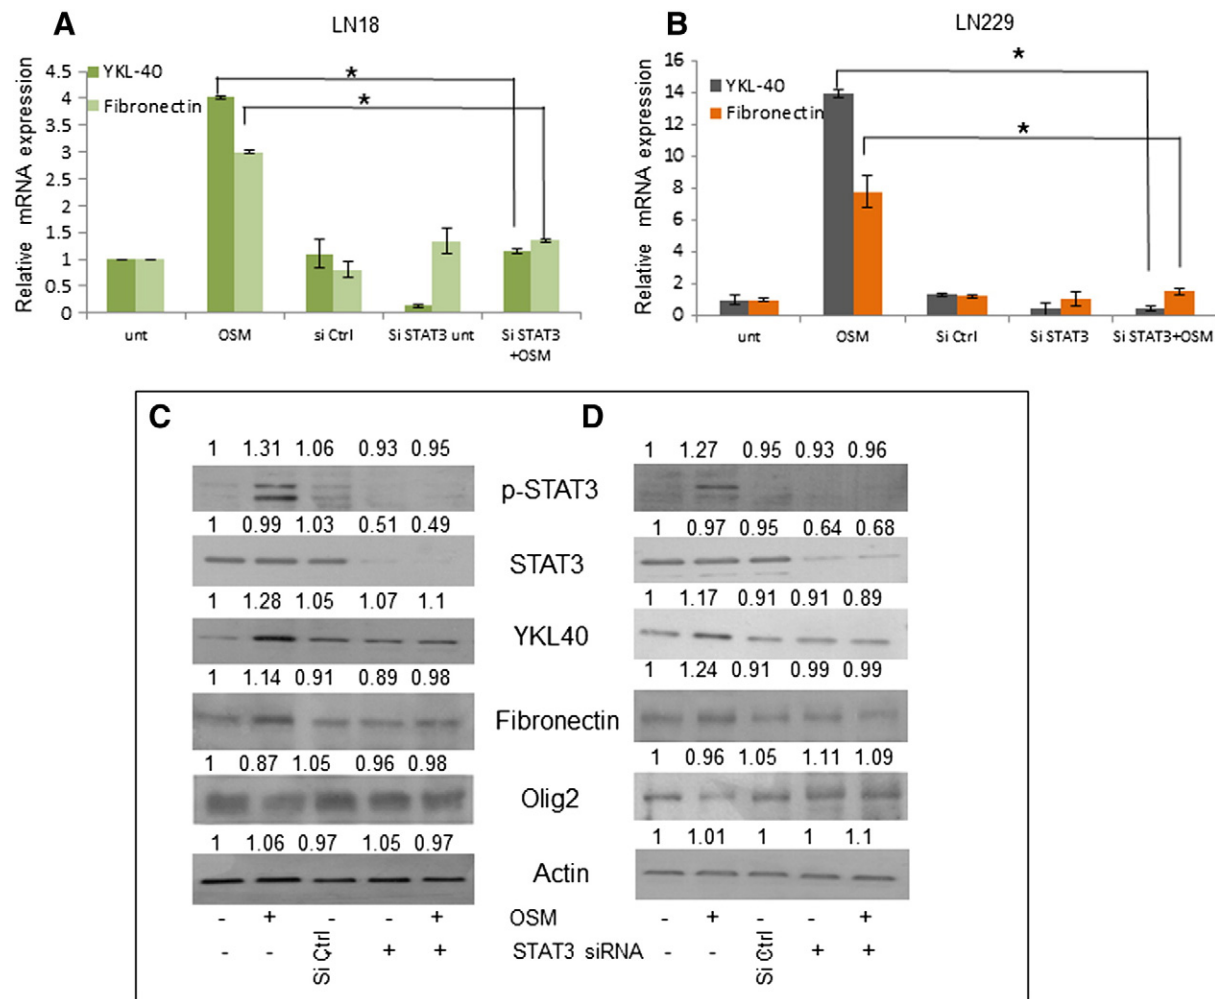 A
LN18
Relative mRNA expression
4.5
4
3.5
3
2.5
2
1.5
1
0.5
0
YKL-40
Fibronectin
*
*
unt
OSM
si Ctrl
Si STAT3 unt
Si STAT3
+OSM
B
LN229
Relative mRNA expression
16
14
12
10
8
6
4
2
0
YKL-40
Fibronectin
*
*
unt
OSM
Si Ctrl
Si STAT3
Si STAT3+OSM
C
D
1 1.31 1.06 0.93 0.95
p-STAT3
1 1.27 0.95 0.93 0.96
1 0.99 1.03 0.51 0.49
STAT3
1 0.97 0.95 0.64 0.68
1 1.28 1.05 1.07 1.1
YKL40
1 1.17 0.91 0.91 0.89
1 1.14 0.91 0.89 0.98
Fibronectin
1 1.24 0.91 0.99 0.99
1 0.87 1.05 0.96 0.98
Olig2
1 0.96 1.05 1.11 1.09
1 1.06 0.97 1.05 0.97
Actin
1 1.01 1 1 1.1
- + - - + OSM - + - - +
- - Si Ctrl + + STAT3 siRNA - - Si Ctrl + +